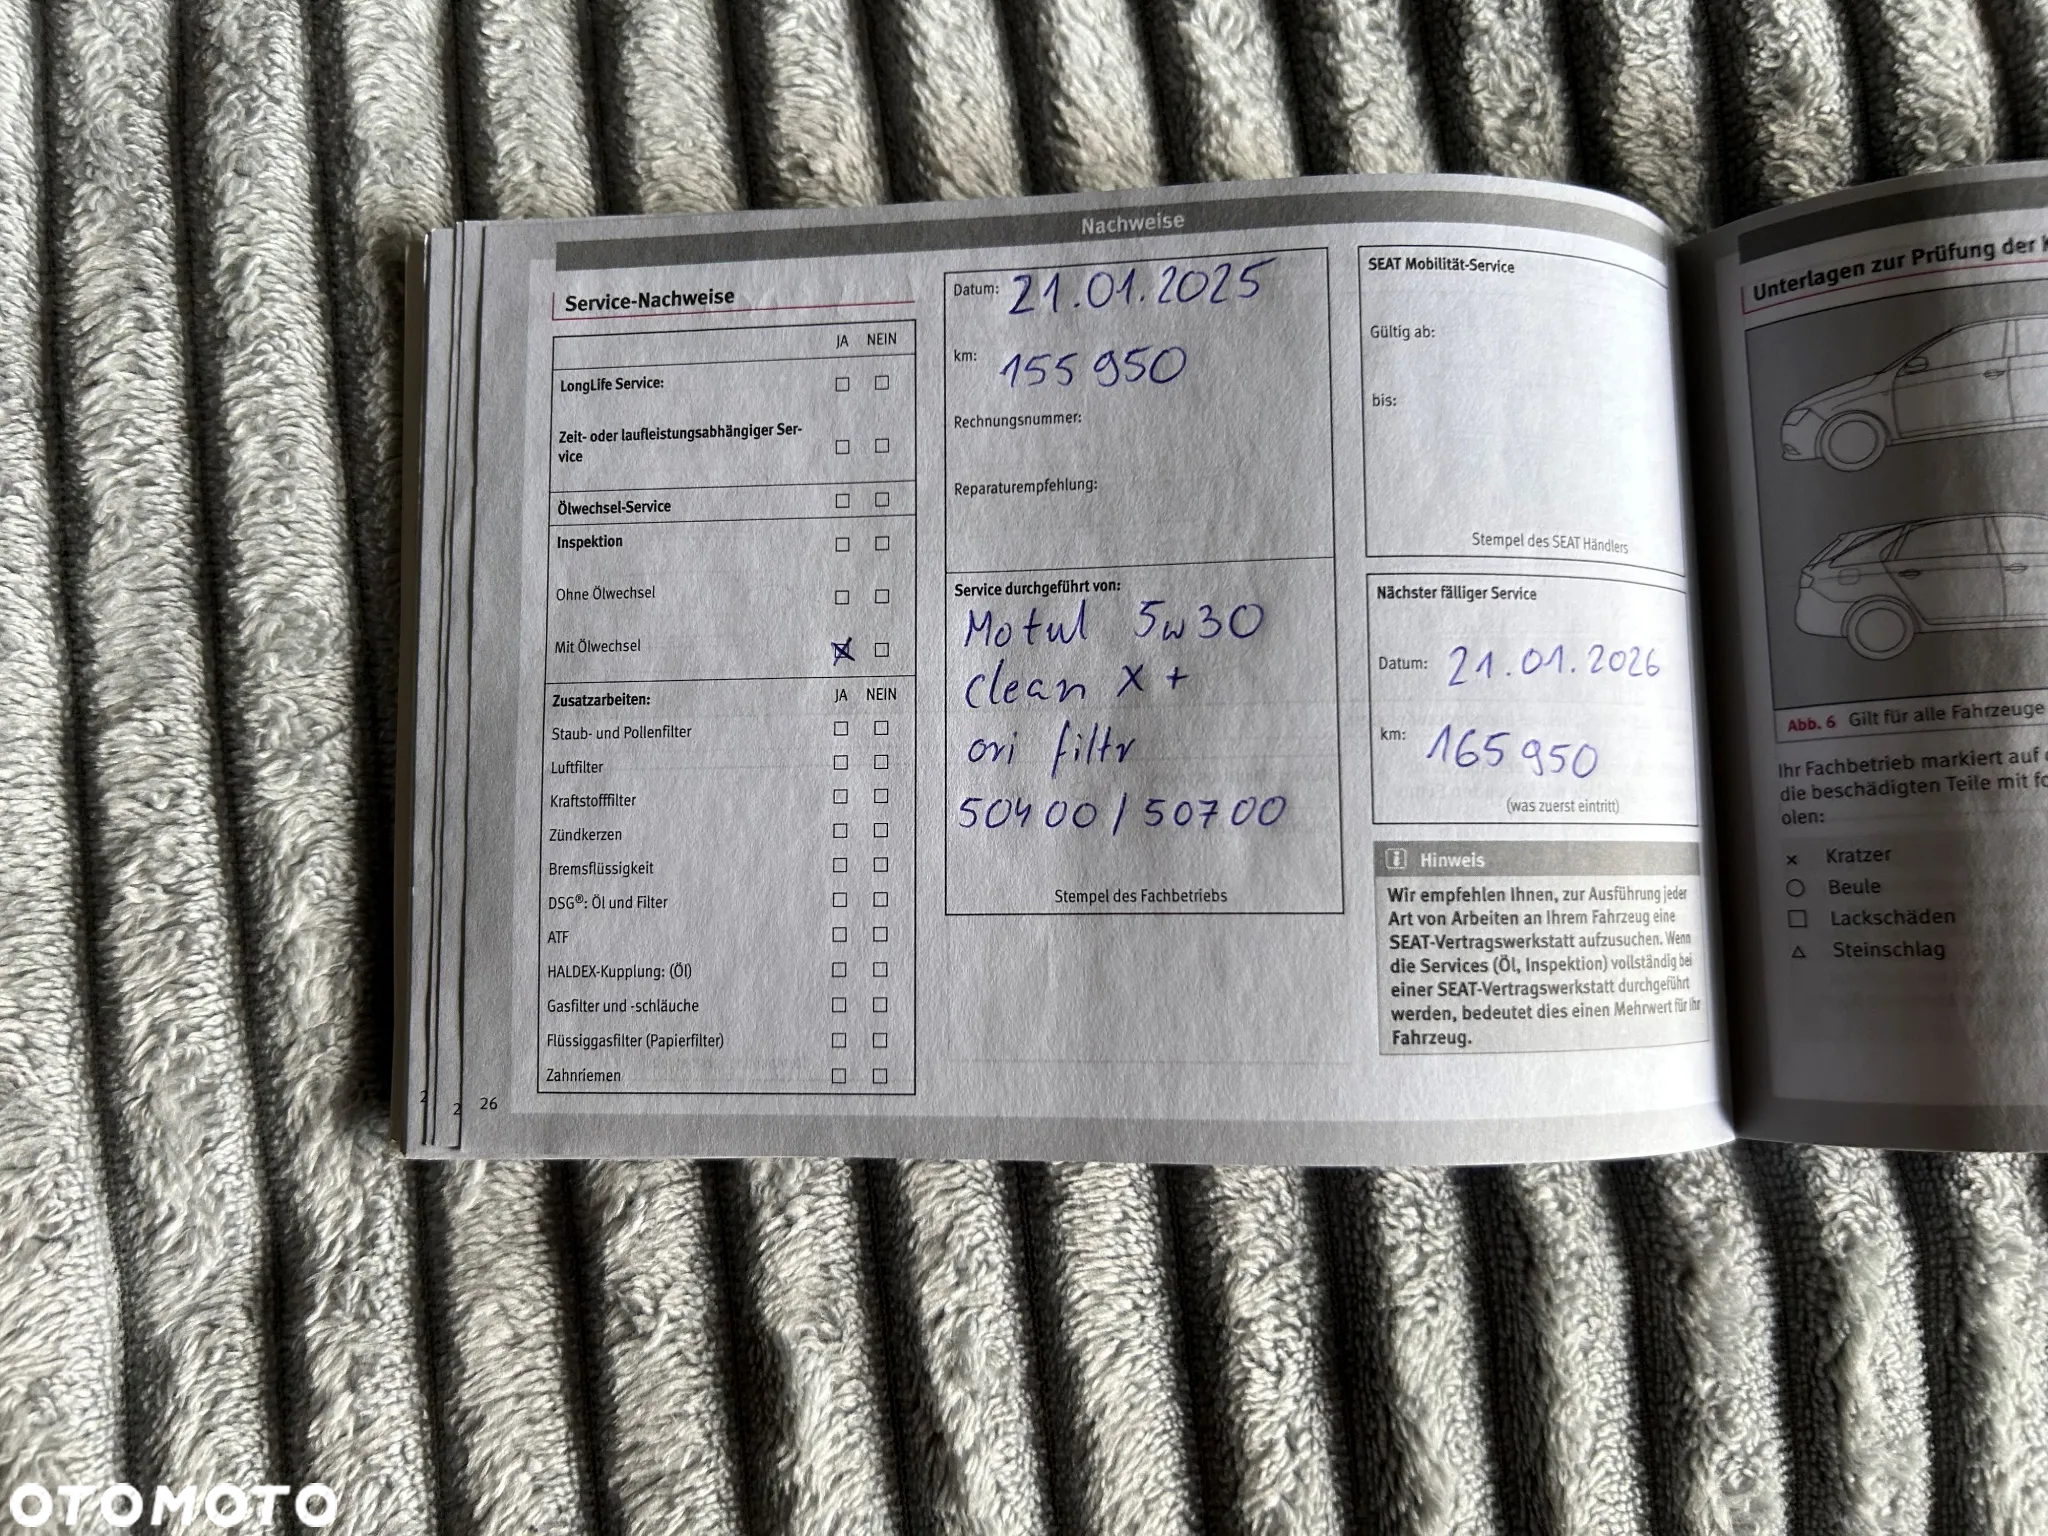 Nachweise
Service-Nachweise
JA NEIN
LongLife Service:
Zeit- oder laufleistungsabhängiger Ser-
vice
Ölwechsel-Service
Inspektion
Ohne Ölwechsel
Mit Ölwechsel
Zusatzarbeiten: JA NEIN
Staub- und Pollenfilter
Luftfilter
Kraftstofffilter
Zündkerzen
Bremsflüssigkeit
DSG®: Öl und Filter
ATF
HALDEX-Kupplung: (Öl)
Gasfilter und -schläuche
Flüssiggasfilter (Papierfilter)
Zahnriemen
2
2
26
Datum: 21.01.2025
km: 155 950
Rechnungsnummer:
Reparaturempfehlung:
Service durchgeführt von:
Motul 5w30
Clean X +
ori filtr
504 00 / 507 00
Stempel des Fachbetriebs
SEAT Mobilität-Service
Gültig ab:
bis:
Stempel des SEAT Händlers
Nächster fälliger Service
Datum: 21.01.2026
km: 165 950
(was zuerst eintritt)
i Hinweis
Wir empfehlen Ihnen, zur Ausführung jeder
Art von Arbeiten an Ihrem Fahrzeug eine
SEAT-Vertragswerkstatt aufzusuchen. Wenn
die Services (Öl, Inspektion) vollständig bei
einer SEAT-Vertragswerkstatt durchgeführt
werden, bedeutet dies einen Mehrwert für Ihr
Fahrzeug.
Unterlagen zur Prüfung der
Abb. 6 Gilt für alle Fahrzeuge
Ihr Fachbetrieb markiert auf
die beschädigten Teile mit
olen:
× Kratzer
○ Beule
□ Lackschäden
△ Steinschlag
OTOMOTO